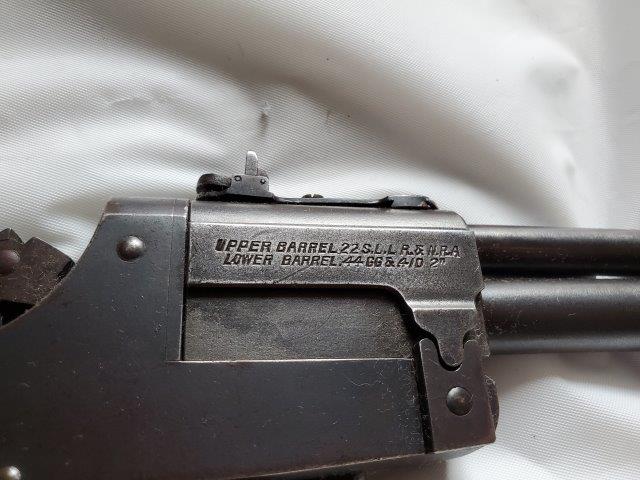 UPPER BARREL.22 S.L.L.R.& N.R.A
LOWER BARREL.44 GG & 410 2"